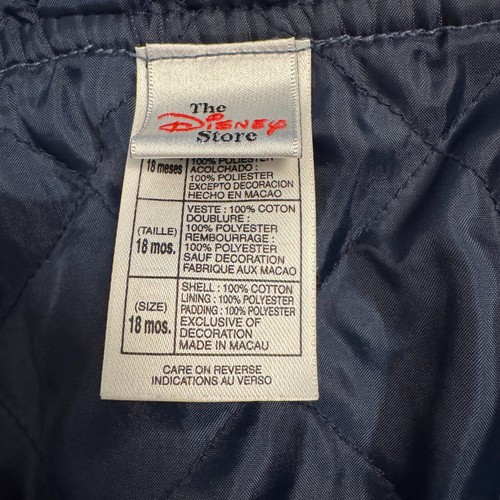 The
Disney
Store
18 meses
100% POLIESTER
ACOLCHADO :
100% POLIESTER
EXCEPTO DECORACION
HECHO EN MACAO
(TAILLE)
18 mos.
VESTE : 100% COTON
DOUBLURE :
100% POLYESTER
REMBOURRAGE :
100% POLYESTER
SAUF DECORATION
FABRIQUE AUX MACAO
(SIZE)
18 mos.
SHELL : 100% COTTON
LINING : 100% POLYESTER
PADDING : 100% POLYESTER
EXCLUSIVE OF
DECORATION
MADE IN MACAU
CARE ON REVERSE
INDICATIONS AU VERSO